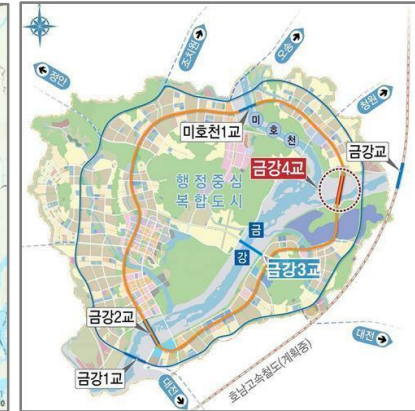 조치원
오송
정안
청원
미호천1교
미
호
천
금강교
금강4교
행정중심
복합도시
금
강
금강3교
금강2교
금강1교
대전
대전
호남고속철도(계획중)